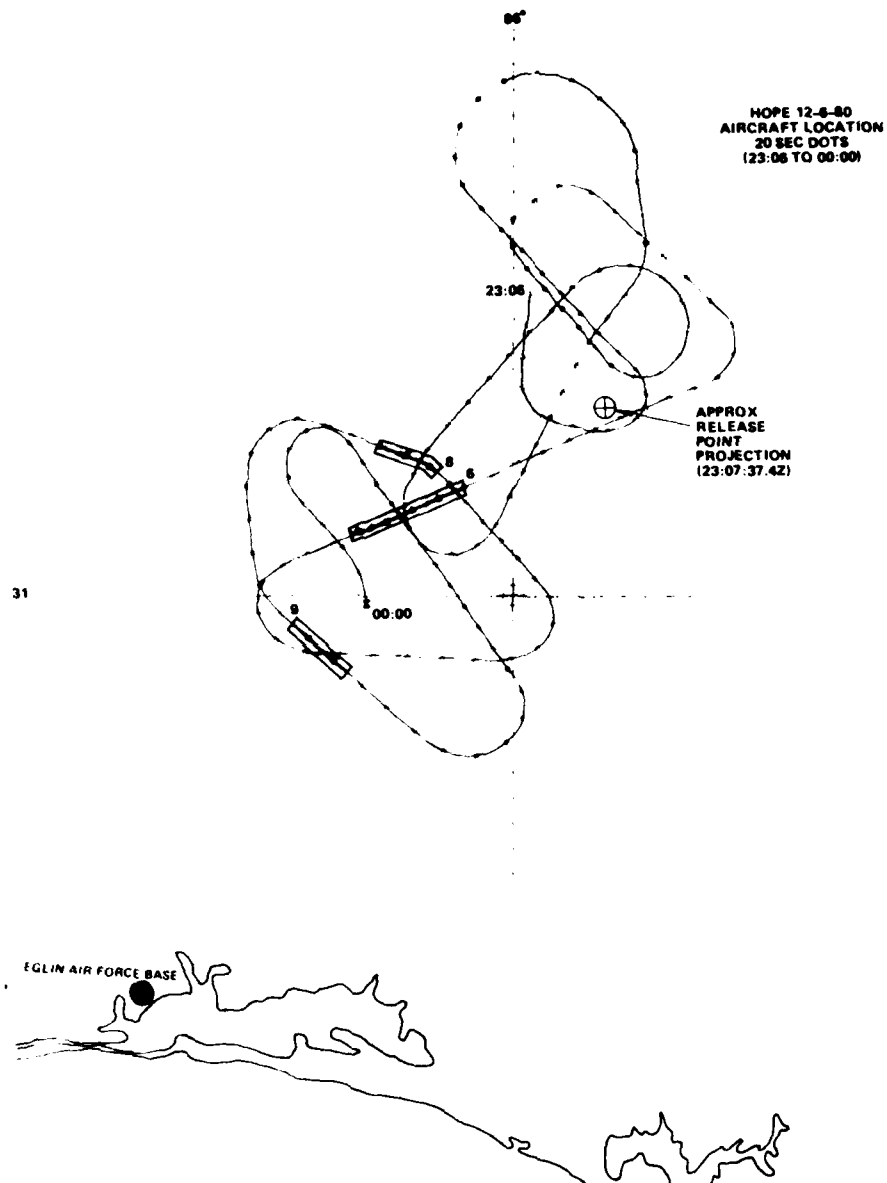 86°
HOPE 12-6-80
AIRCRAFT LOCATION
20 SEC DOTS
(23:06 TO 00:00)
23:06
APPROX
RELEASE
POINT
PROJECTION
(23:07:37.4Z)
8
6
31
00:00
9
EGLIN AIR FORCE BASE